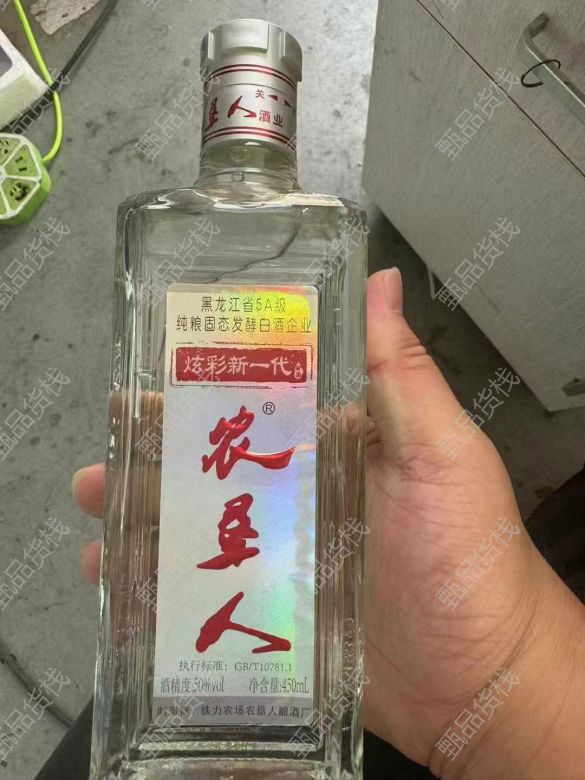 关
垦人酒业
黑龙江省5A级
纯粮固态发酵白酒企业
炫彩新一代
农®
垦
人
执行标准: GB/T10781.1
酒精度:50%vol 净含量:450mL
铁力农场农垦人酿酒厂
甄品货栈